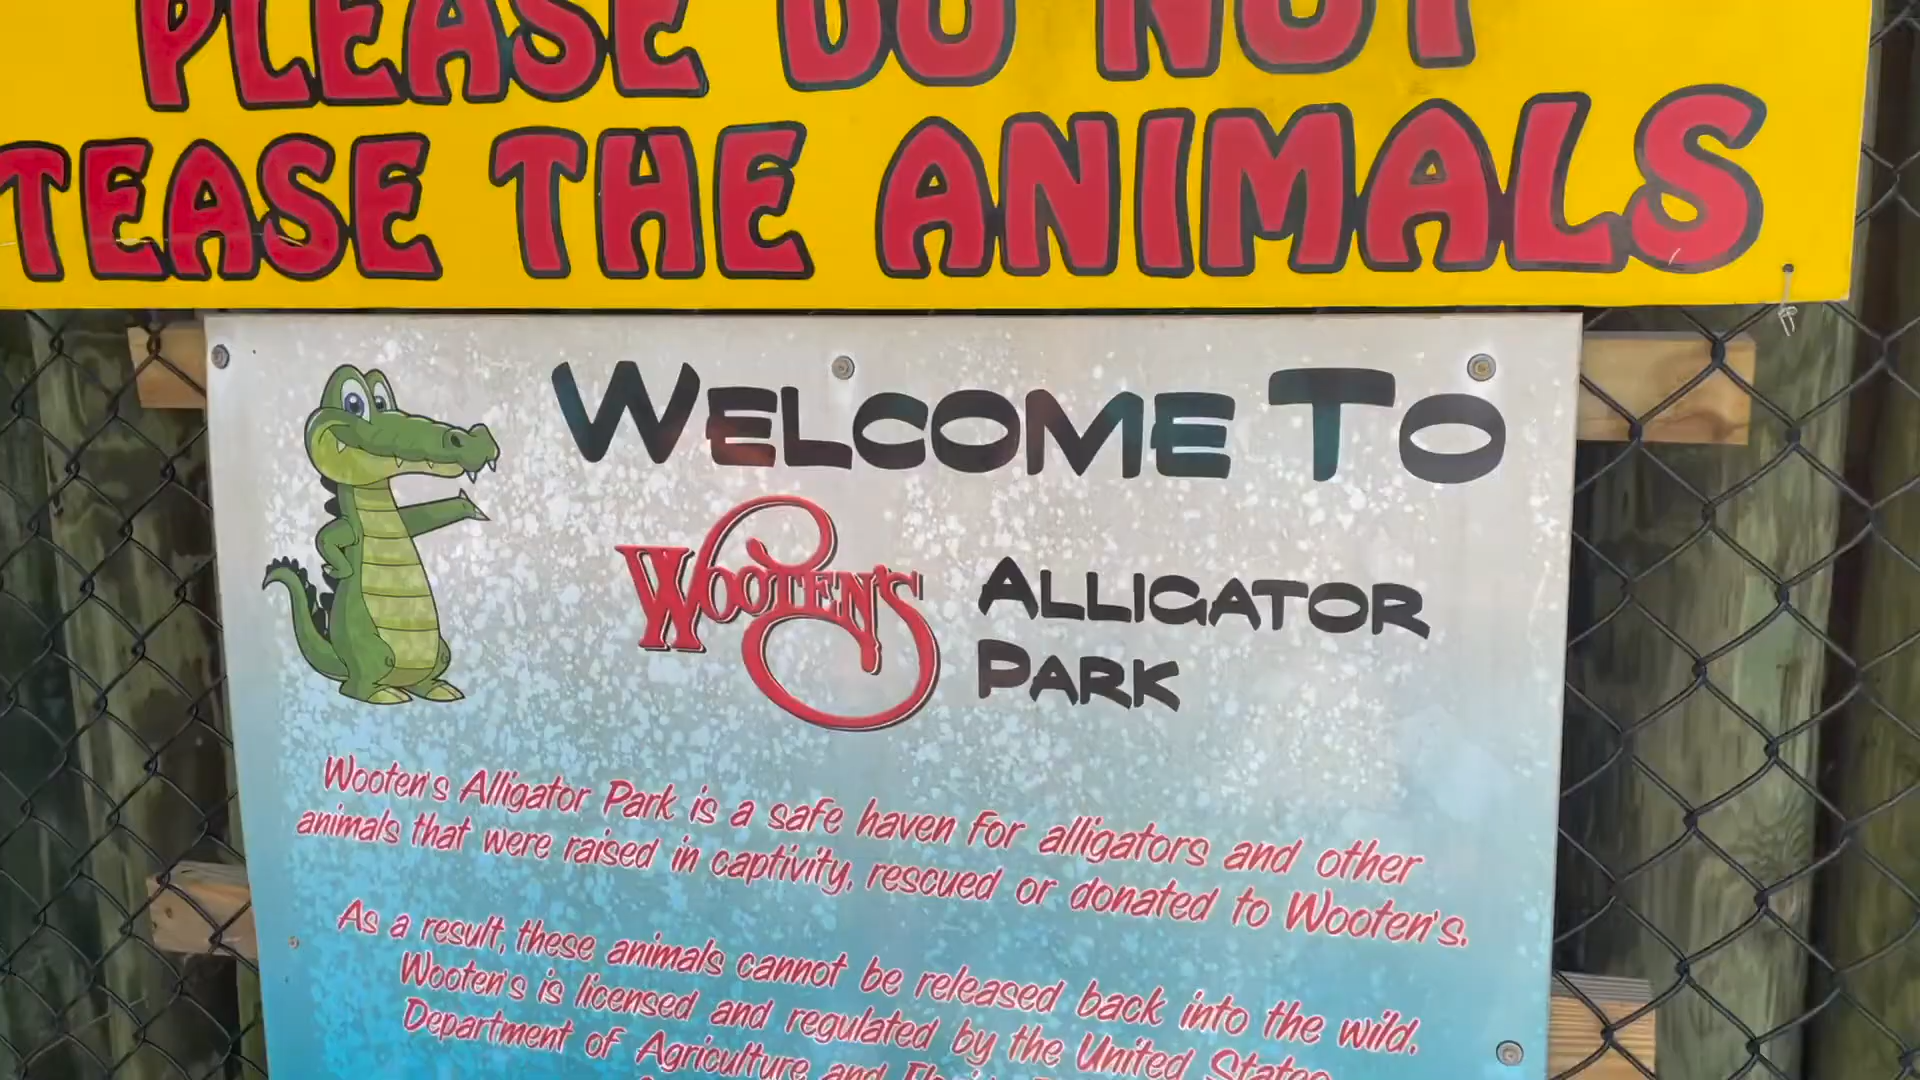 PLEASE DO NOT
TEASE THE ANIMALS
WELCOME TO
WOOTEN'S ALLIGATOR
PARK
Wooten's Alligator Park is a safe haven for alligators and other
animals that were raised in captivity, rescued or donated to Wooten's.
As a result, these animals cannot be released back into the wild.
Wooten's is licensed and regulated by the United States
Department of Agriculture and